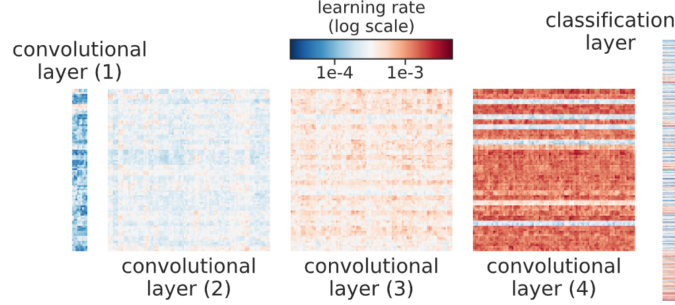 learning rate
(log scale)
classification
layer
convolutional
layer (1)
1e-4
1e-3
convolutional
layer (2)
convolutional
layer (3)
convolutional
layer (4)